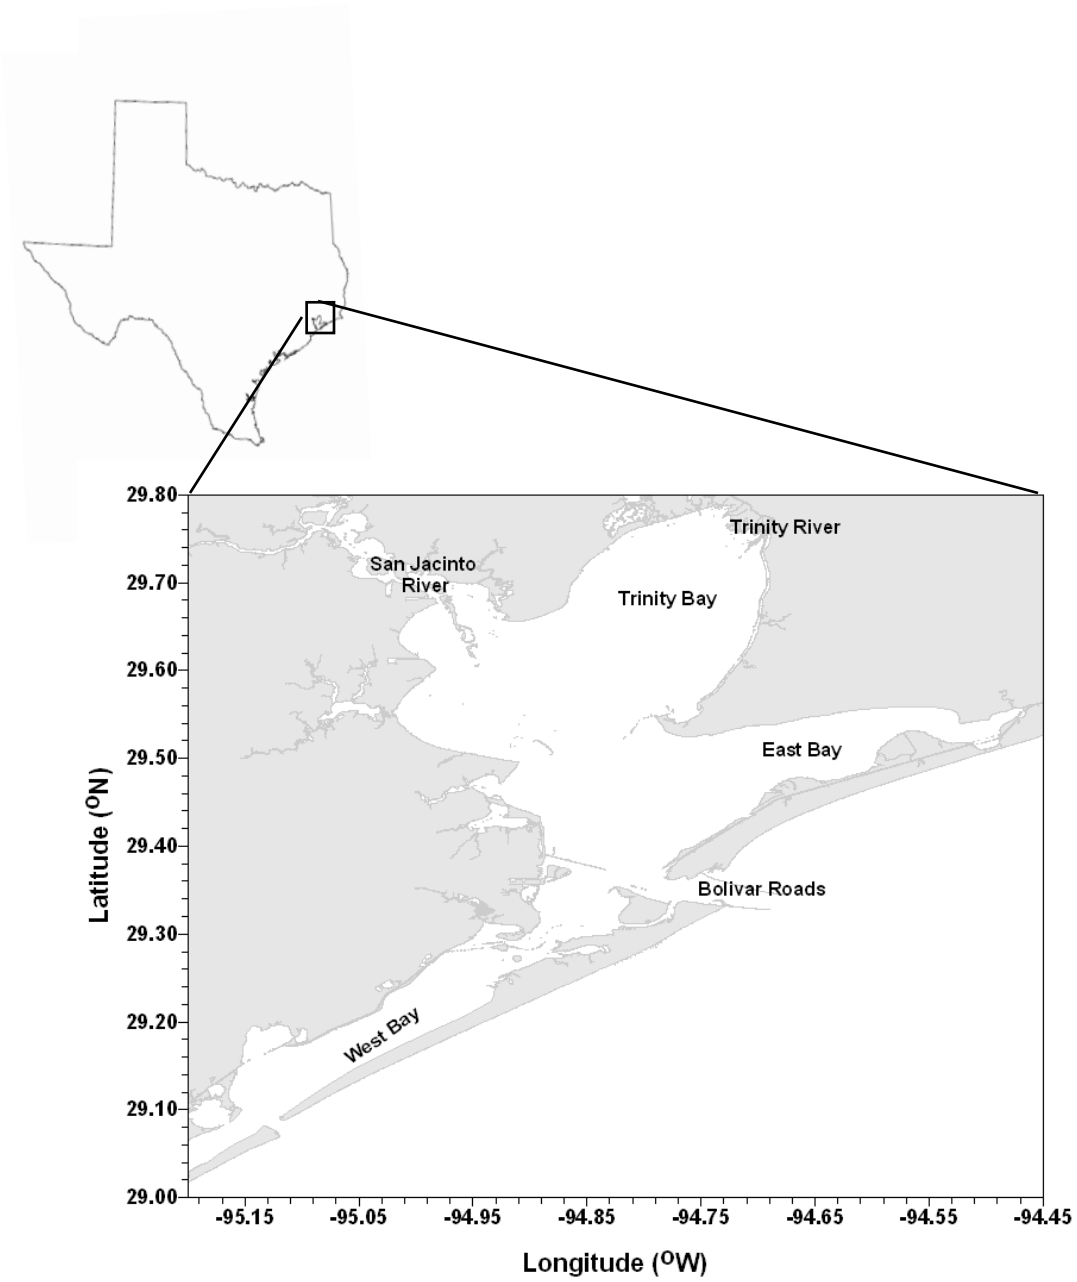 29.80
29.70
29.60
29.50
29.40
29.30
29.20
29.10
29.00
Latitude (ºN)
Trinity River
San Jacinto
River
Trinity Bay
East Bay
Bolivar Roads
West Bay
-95.15 -95.05 -94.95 -94.85 -94.75 -94.65 -94.55 -94.45
Longitude (ºW)